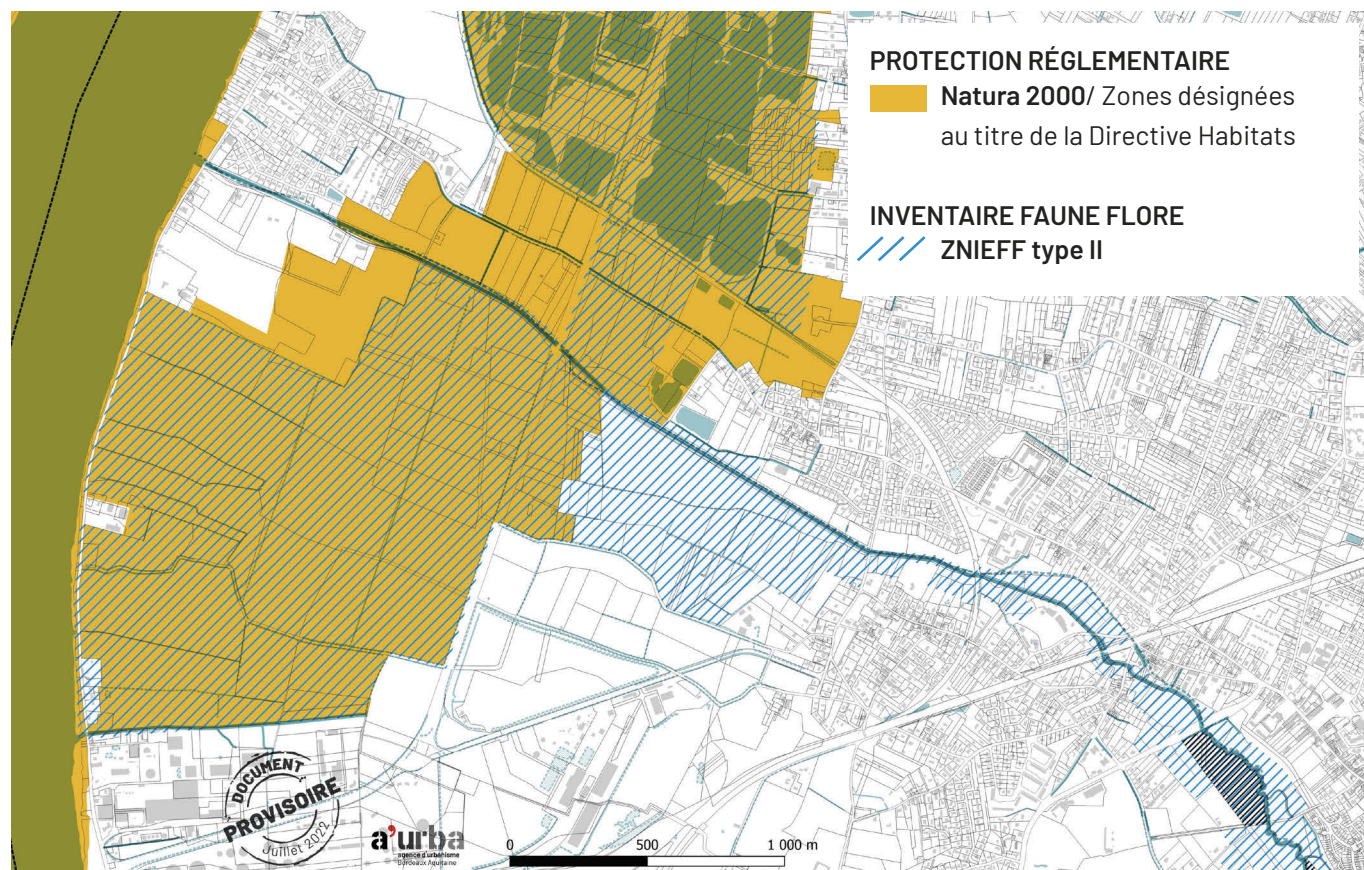 PROTECTION RÉGLEMENTAIRE
Natura 2000/ Zones désignées
au titre de la Directive Habitats
INVENTAIRE FAUNE FLORE
ZNIEFF type II
DOCUMENT
PROVISOIRE
Juillet 2022
a'urba
agence d'urbanisme
Bordeaux Aquitaine
0 500 1 000 m